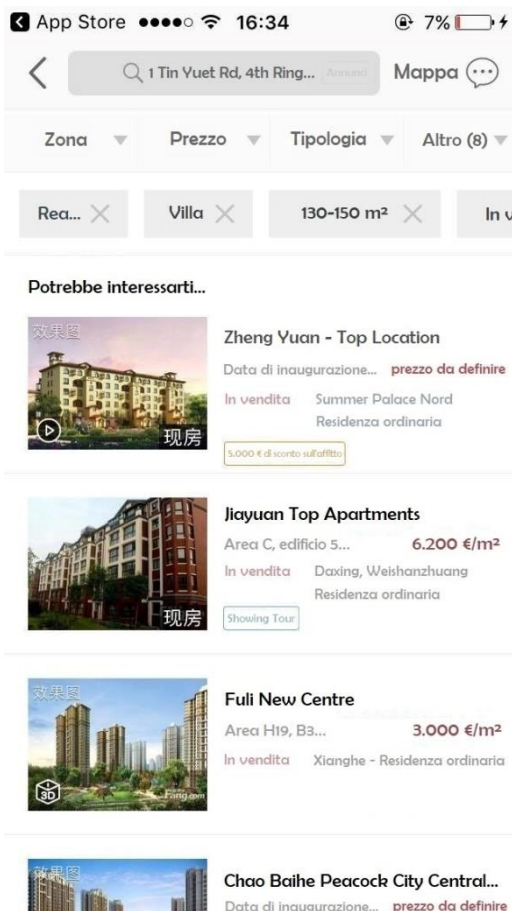 App Store 16:34 7%
1 Tin Yuet Rd, 4th Ring... Annunci Mappa
Zona Prezzo Tipologia Altro (8)
Rea... Villa 130-150 m² In v
Potrebbe interessarti...
效果图
现房
Zheng Yuan - Top Location
Data di inaugurazione... prezzo da definire
In vendita Summer Palace Nord
Residenza ordinaria
5.000 € di sconto sull'affitto
现房
Jiayuan Top Apartments
Area C, edificio 5... 6.200 €/m²
In vendita Daxing, Weishanzhuang
Residenza ordinaria
Showing Tour
效果图
3D
Fang.com
Fuli New Centre
Area H19, B3... 3.000 €/m²
In vendita Xianghe - Residenza ordinaria
效果图
Chao Baihe Peacock City Central...
Data di inaugurazione... prezzo da definire